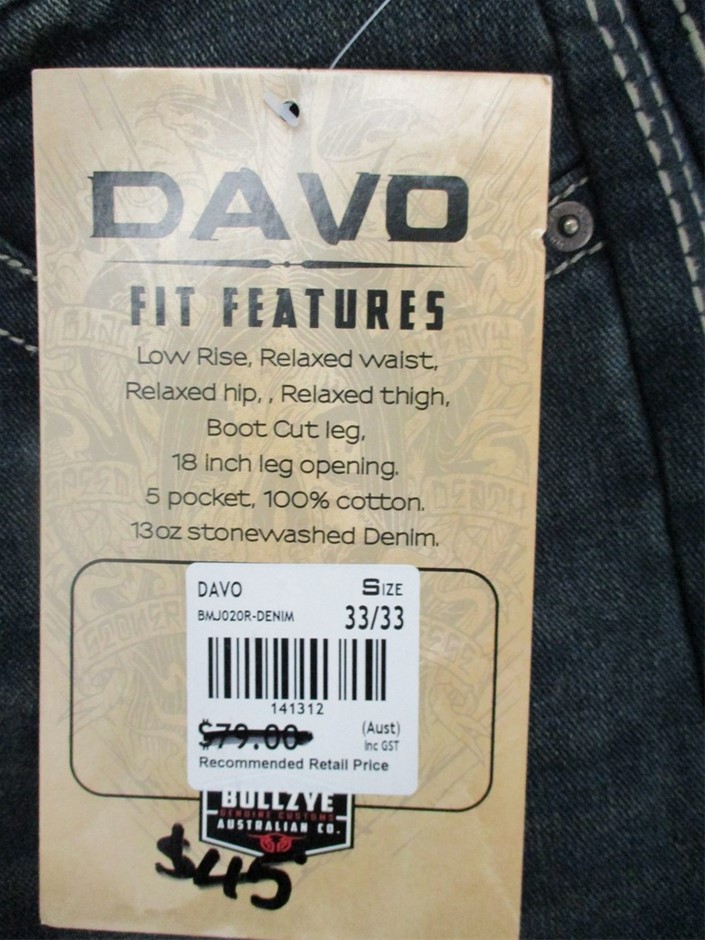 DAVO
FIT FEATURES
Low Rise, Relaxed waist,
Relaxed hip, , Relaxed thigh,
Boot Cut leg,
18 inch leg opening.
5 pocket, 100% cotton.
13oz stonewashed Denim.
DAVO SIZE
BMJ020R-DENIM 33/33
141312
$79.00 (Aust)
Inc GST
Recommended Retail Price
BULLZYE
GENUINE CUSTOMS
AUSTRALIAN CO.
$45